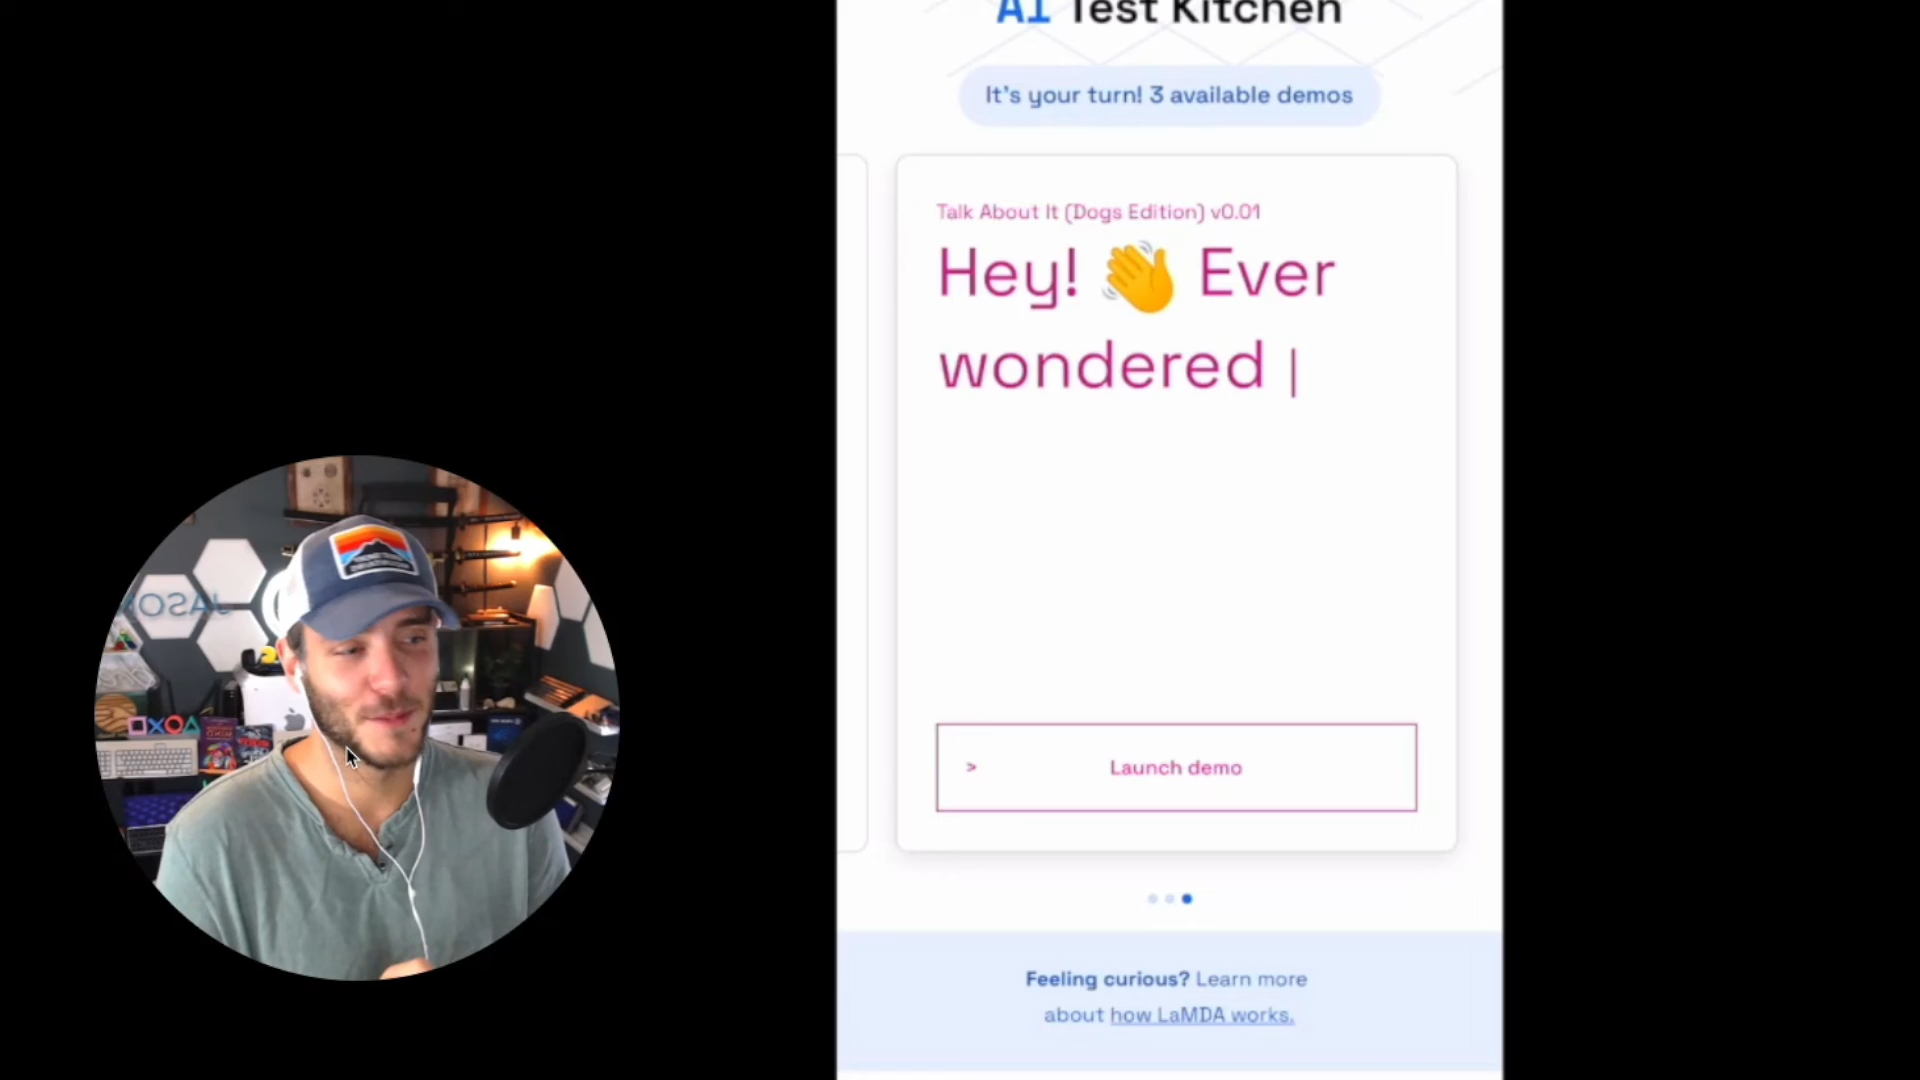 AI Test Kitchen
It's your turn! 3 available demos
Talk About It (Dogs Edition) v0.01
Hey! 👋 Ever
wondered |
> Launch demo
Feeling curious? Learn more
about how LaMDA works.
JASO